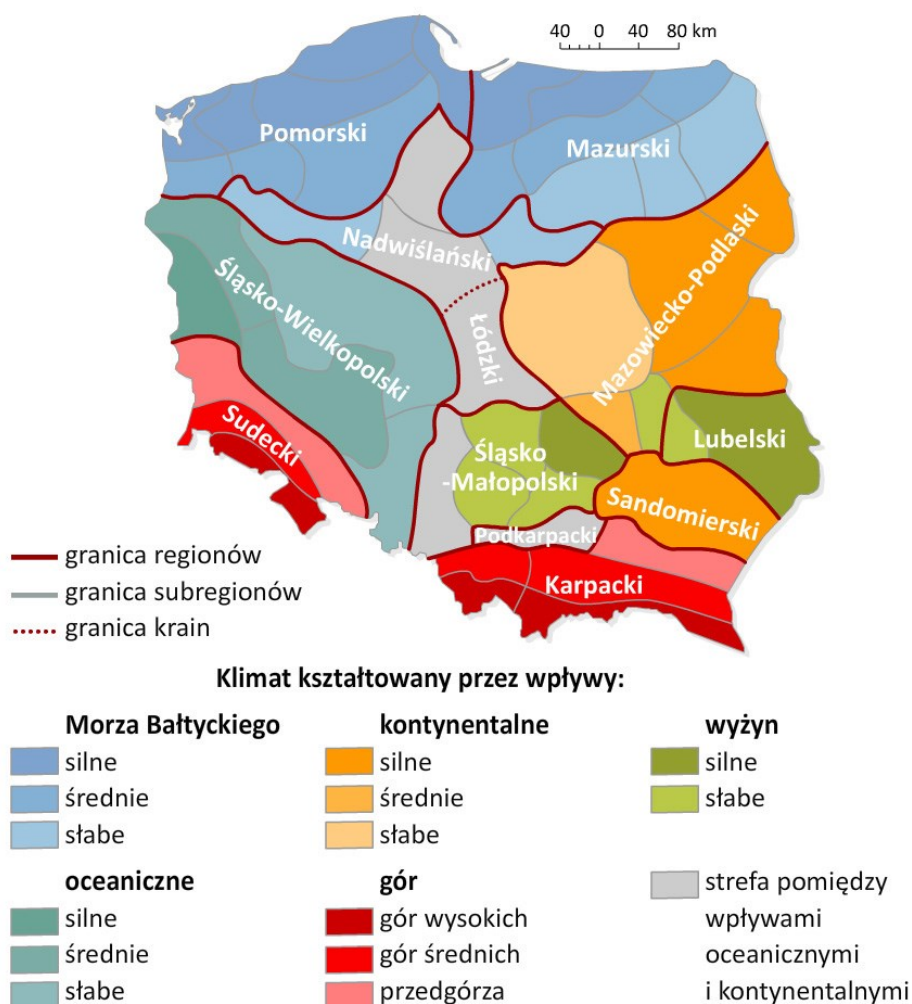 40 0 40 80 km
Pomorski
Mazurski
Nadwiślański
Mazowiecko-Podlaski
Śląsko-Wielkopolski
Łódzki
Sudecki
Śląsko
-Małopolski
Lubelski
Sandomierski
Podkarpacki
Karpacki
granica regionów
granica subregionów
granica krain
Klimat kształtowany przez wpływy:
Morza Bałtyckiego
silne
średnie
słabe
kontynentalne
silne
średnie
słabe
wyżyn
silne
słabe
oceaniczne
silne
średnie
słabe
gór
gór wysokich
gór średnich
przedgórza
strefa pomiędzy
wpływami
oceanicznymi
i kontynentalnymi